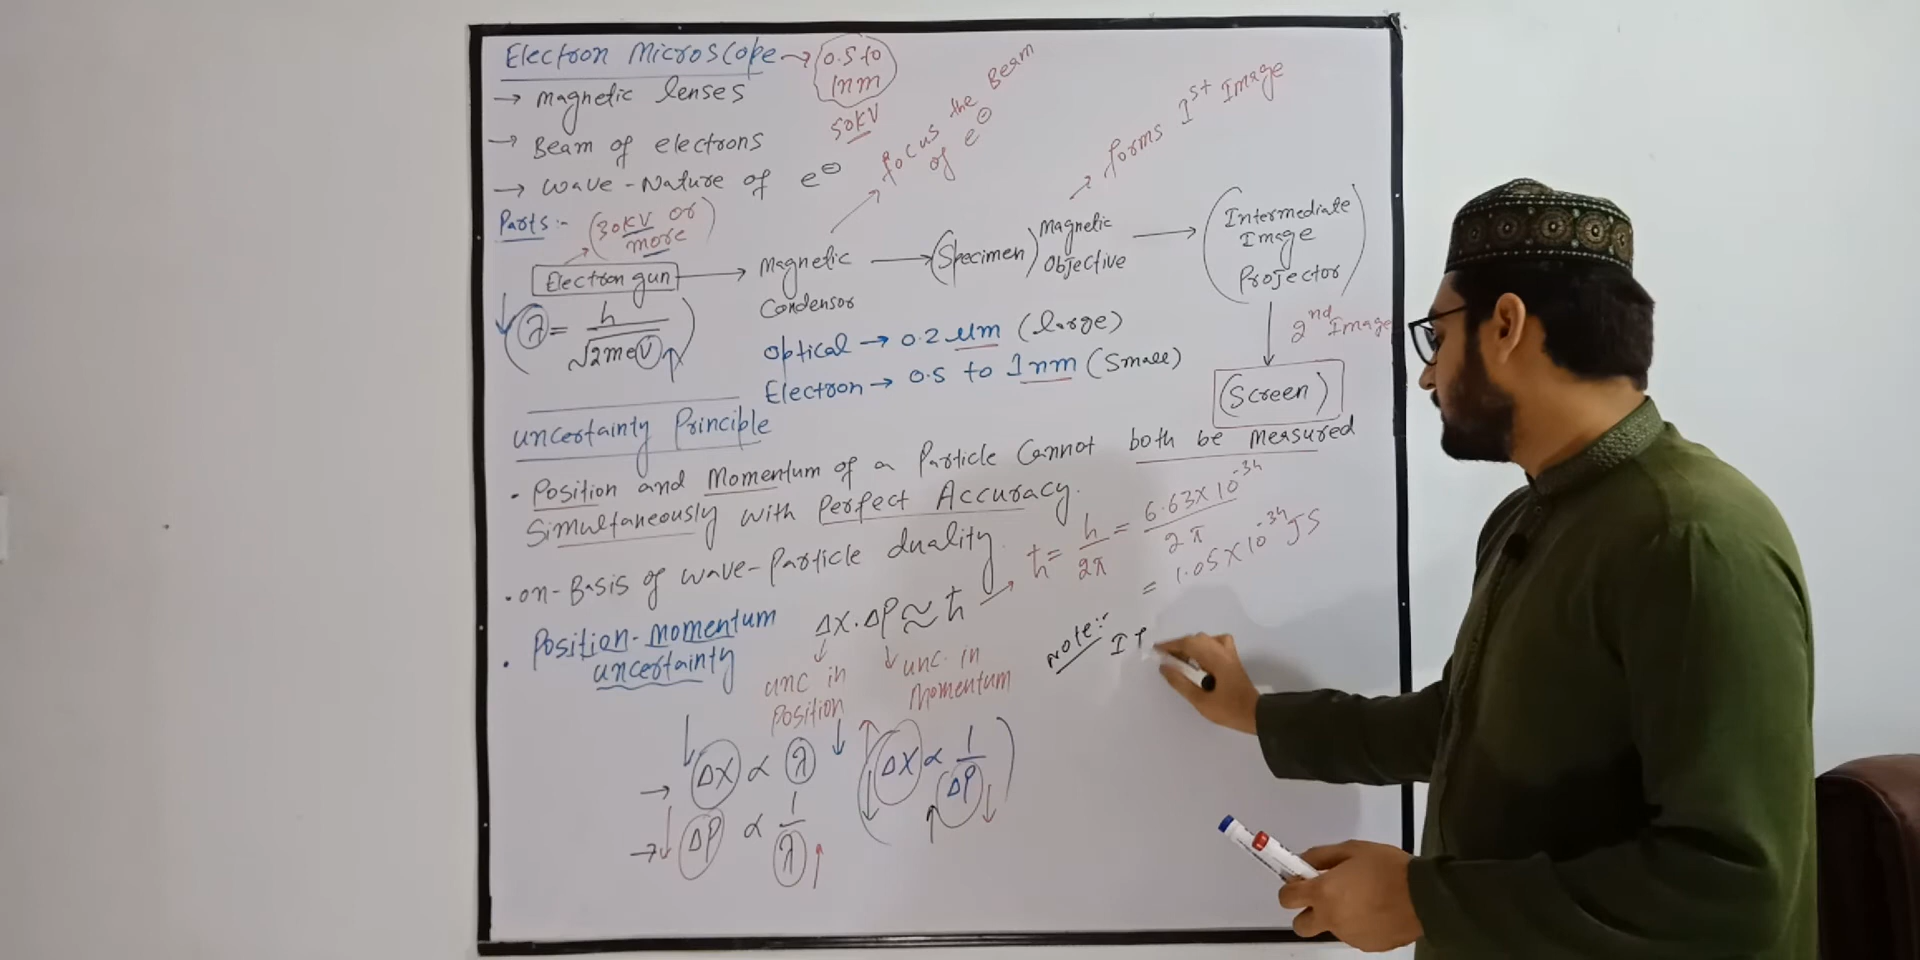 Electron Microscope → 0.5 to
1nm
50kV
→ Magnetic lenses
→ Beam of electrons
→ wave-Nature of e⊖
focus the Beam
of e⊖
forms Ist Image
Parts:- (30kV or
more)
Electron gun → Magnetic
Condensor
→ (Specimen) Magnetic
Objective
→ (Intermediate
Image
Projector)
2nd Image
(Screen)
λ = h / √2meV
Optical → 0.2 μm (large)
Electron → 0.5 to 1nm (Small)
Uncertainty Principle
• Position and Momentum of a Particle Cannot both be Measured
Simultaneously with Perfect Accuracy.
• on-Basis of wave-Particle duality.
• Position-Momentum
uncertainty
Δx.ΔP ≈ ħ → ħ = h/2π = 6.63x10^-34 / 2π
= 1.05x10^-34 JS
unc in
Position
unc. in
Momentum
→ Δx ∝ λ
→ ΔP ∝ 1/λ
(Δx ∝ 1/ΔP)
Note:- If